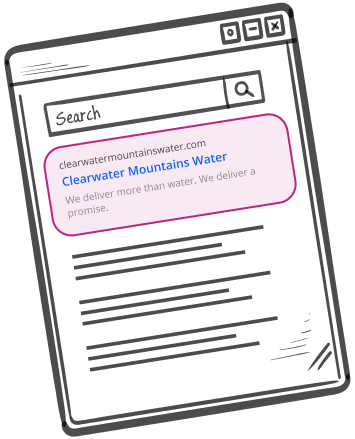 Search
clearwatermountainswater.com
Clearwater Mountains Water
We deliver more than water. We deliver a
promise.